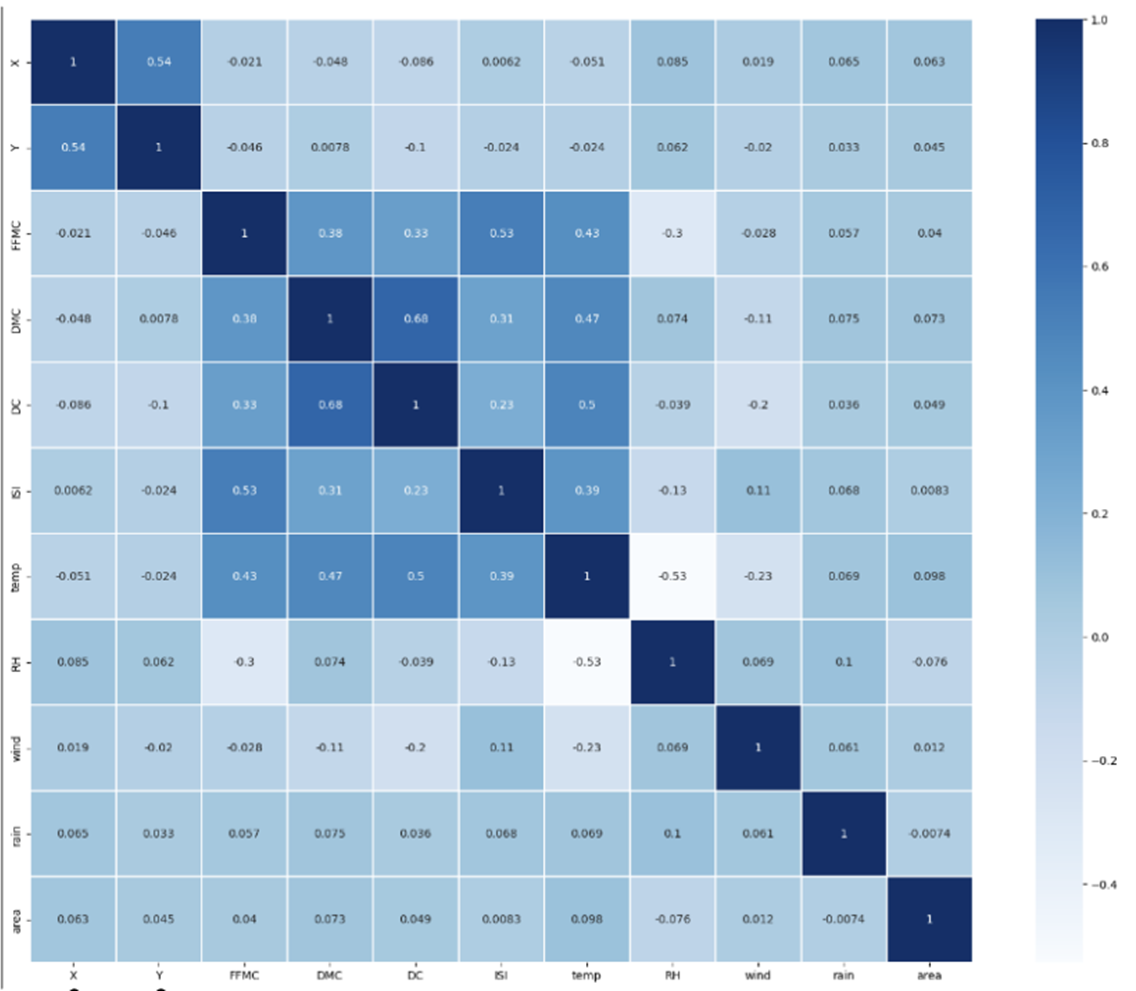 X 1 0.54 -0.021 -0.048 -0.086 0.0062 -0.051 0.085 0.019 0.065 0.063
Y 0.54 1 -0.046 0.0078 -0.1 -0.024 -0.024 0.062 -0.02 0.033 0.045
FFMC -0.021 -0.046 1 0.38 0.33 0.53 0.43 -0.3 -0.028 0.057 0.04
DMC -0.048 0.0078 0.38 1 0.68 0.31 0.47 0.074 -0.11 0.075 0.073
DC -0.086 -0.1 0.33 0.68 1 0.23 0.5 -0.039 -0.2 0.036 0.049
ISI 0.0062 -0.024 0.53 0.31 0.23 1 0.39 -0.13 0.11 0.068 0.0083
temp -0.051 -0.024 0.43 0.47 0.5 0.39 1 -0.53 -0.23 0.069 0.098
RH 0.085 0.062 -0.3 0.074 -0.039 -0.13 -0.53 1 0.069 0.1 -0.076
wind 0.019 -0.02 -0.028 -0.11 -0.2 0.11 -0.23 0.069 1 0.061 0.012
rain 0.065 0.033 0.057 0.075 0.036 0.068 0.069 0.1 0.061 1 -0.0074
area 0.063 0.045 0.04 0.073 0.049 0.0083 0.098 -0.076 0.012 -0.0074 1
X Y FFMC DMC DC ISI temp RH wind rain area
1.0
0.8
0.6
0.4
0.2
0.0
−0.2
−0.4